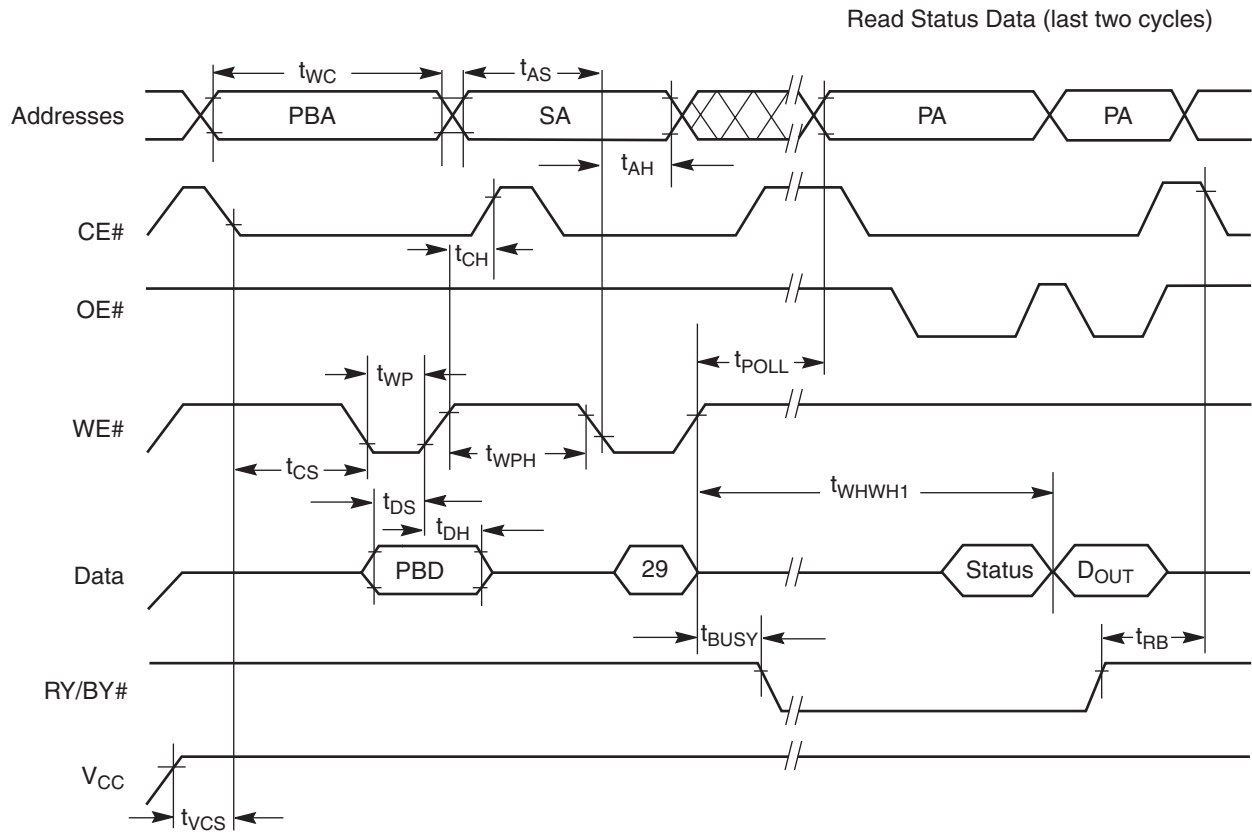 Read Status Data (last two cycles)
tWC
tAS
Addresses
PBA
SA
PA
PA
tAH
CE#
tCH
OE#
tPOLL
tWP
WE#
tWPH
tCS
tWHWH1
tDS
tDH
Data
PBD
29
Status
DOUT
tBUSY
tRB
RY/BY#
VCC
tVCS